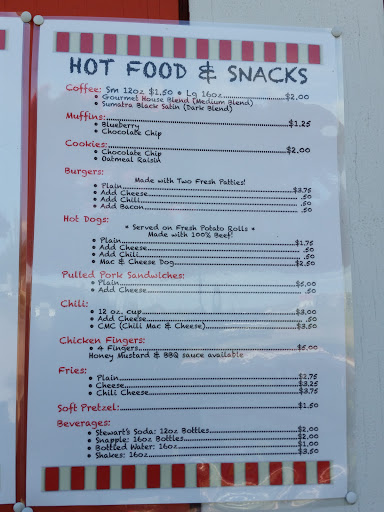 HOT FOOD & SNACKS
Coffee: Sm 12oz $1.50 • Lg 16oz.................$2.00
• Gourmet House Blend (Medium Blend)
• Sumatra Black Satin (Dark Blend)
Muffins:.................$1.25
• Blueberry
• Chocolate Chip
Cookies:.................$2.00
• Chocolate Chip
• Oatmeal Raisin
Burgers:
Made with Two Fresh Patties!
• Plain.................$3.75
• Add Cheese.................50
• Add Chili.................50
• Add Bacon.................50
Hot Dogs:
* Served on Fresh Potato Rolls *
Made with 100% Beef!
• Plain.................$1.75
• Add Cheese.................50
• Add Chili.................50
• Mac & Cheese Dog.................$2.50
Pulled Pork Sandwiches:
• Plain.................$5.00
• Add Cheese.................50
Chili:
• 12 oz. cup.................$3.00
• Add Cheese.................50
• CMC (Chili Mac & Cheese).................$3.50
Chicken Fingers:
• 4 Fingers.................$5.00
Honey Mustard & BBQ sauce available
Fries:
• Plain.................$2.75
• Cheese.................$3.25
• Chili Cheese.................$3.75
Soft Pretzel:.................$1.50
Beverages:
• Stewart's Soda: 12oz Bottles.................$2.00
• Snapple: 16oz Bottles.................$2.00
• Bottled Water: 16oz.................$1.00
• Shakes: 16oz.................$3.50